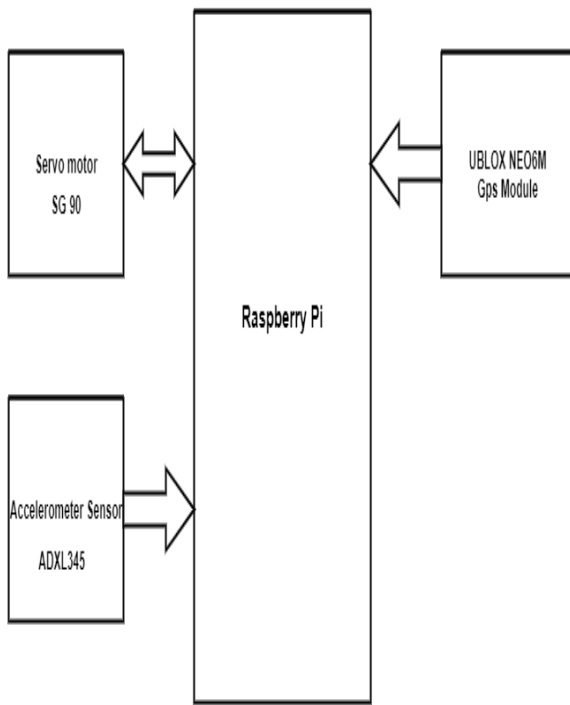 Servo motor
SG 90
Raspberry Pi
UBLOX NEO6M
Gps Module
Accelerometer Sensor
ADXL345